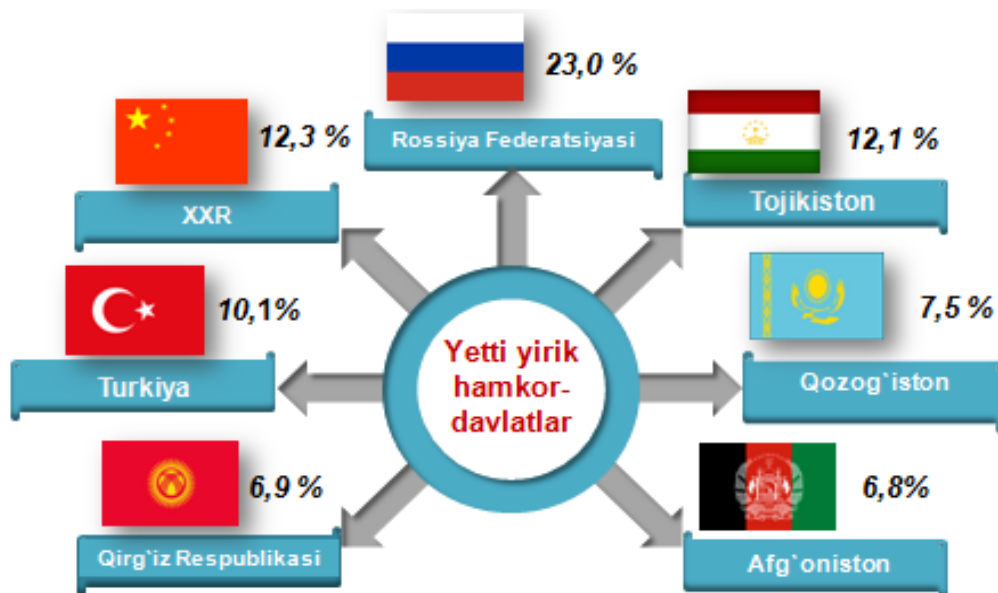 23,0 %
Rossiya Federatsiyasi
12,3 %
XXR
12,1 %
Tojikiston
10,1%
Turkiya
7,5 %
Qozog`iston
Yetti yirik
hamkor-
davlatlar
6,9 %
Qirg`iz Respublikasi
6,8%
Afg`oniston